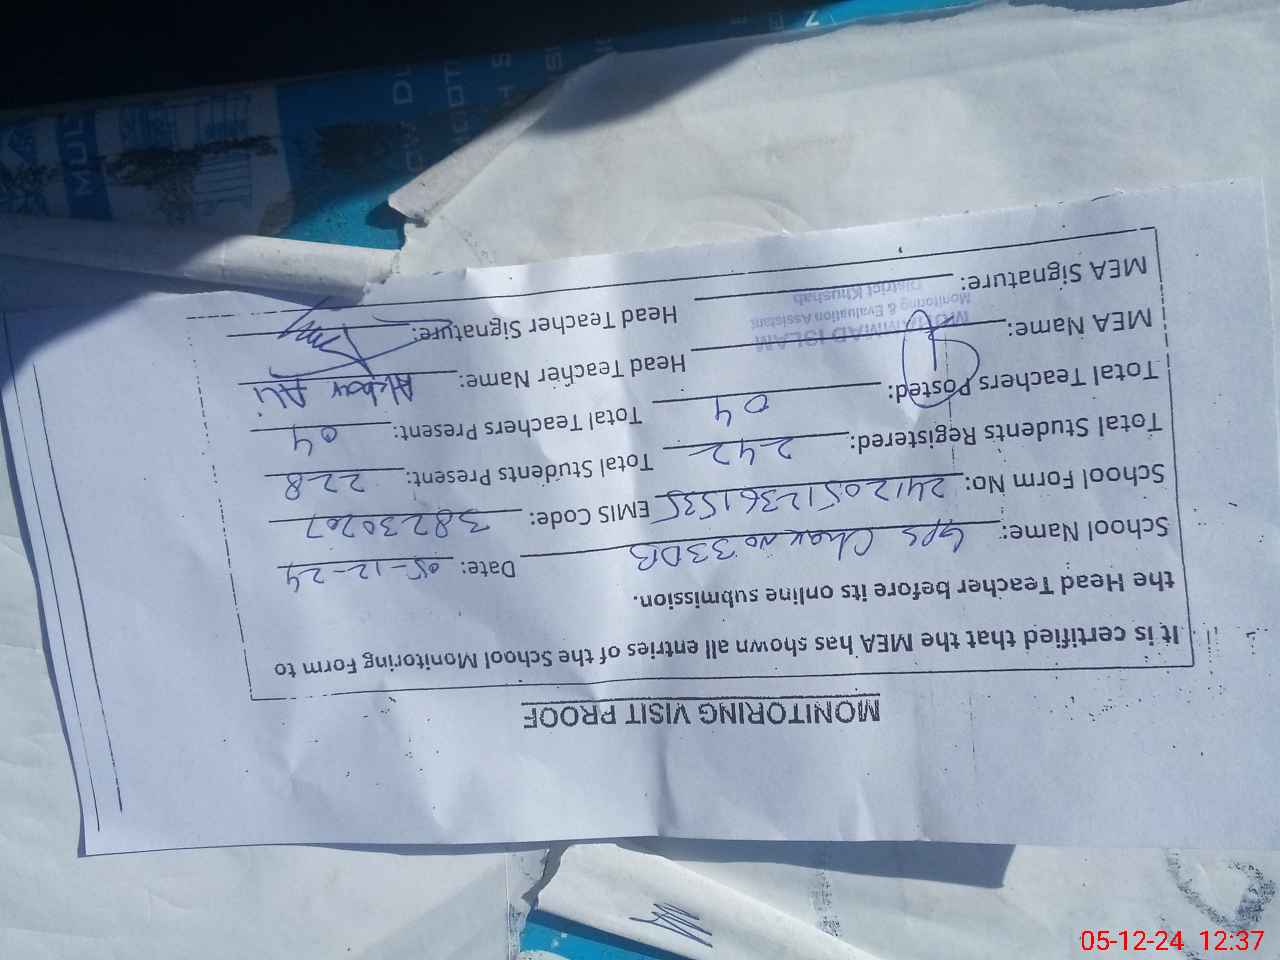 MONITORING VISIT PROOF
It is certified that the MEA has shown all entries of the School Monitoring Form to
the Head Teacher before its online submission.
School Name: GPS Chak no 33DB Date: 05-12-24
School Form No: 24120512361535 EMIS Code: 38230207
Total Students Registered: 242 Total Students Present: 228
Total Teachers Posted: 04 Total Teachers Present: 04
MEA Name: Head Teacher Name: Akbar Ali
MUHAMMAD ISLAM
Monitoring & Evaluation Assistant
District Khushab
MEA Signature: Head Teacher Signature:
05-12-24 12:37